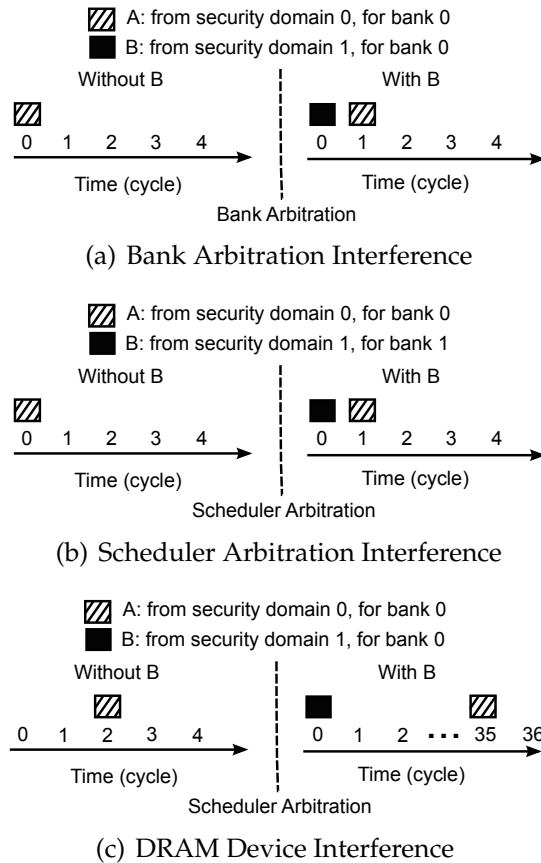 A: from security domain 0, for bank 0
B: from security domain 1, for bank 0
Without B With B
0 1 2 3 4 0 1 2 3 4
Time (cycle) Time (cycle)
Bank Arbitration
(a) Bank Arbitration Interference
A: from security domain 0, for bank 0
B: from security domain 1, for bank 1
Without B With B
0 1 2 3 4 0 1 2 3 4
Time (cycle) Time (cycle)
Scheduler Arbitration
(b) Scheduler Arbitration Interference
A: from security domain 0, for bank 0
B: from security domain 1, for bank 0
Without B With B
0 1 2 3 4 0 1 2 ... 35 36
Time (cycle) Time (cycle)
Scheduler Arbitration
(c) DRAM Device Interference